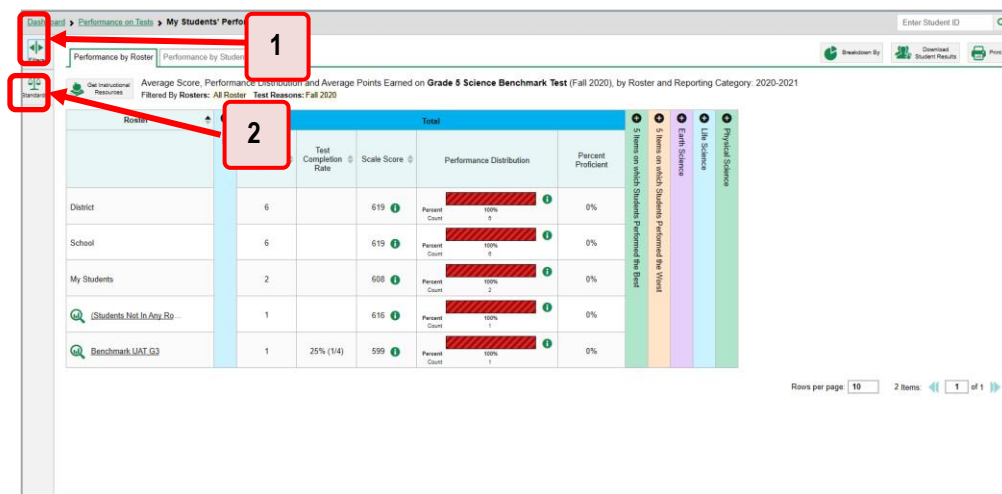 Dashboard > Performance on Tests > My Students' Perfo
Enter Student ID
1
Filters
Performance by Roster
Performance by Studen
Breakdown By
Download
Student Results
Print
Standards
Get Instructional
Resources
Average Score, Performance Distribution and Average Points Earned on Grade 5 Science Benchmark Test (Fall 2020), by Roster and Reporting Category: 2020-2021
Filtered By Rosters: All Roster Test Reasons: Fall 2020
2
Roster
Total
Test
Completion
Rate
Scale Score
Performance Distribution
Percent
Proficient
5 Items on which Students Performed the Best
5 Items on which Students Performed the Worst
Earth Science
Life Science
Physical Science
District 6 619 Percent 100% 0%
Count 6
School 6 619 Percent 100% 0%
Count 6
My Students 2 608 Percent 100% 0%
Count 2
(Students Not In Any Ro... 1 616 Percent 100% 0%
Count 1
Benchmark UAT G3 1 25% (1/4) 599 Percent 100% 0%
Count 1
Rows per page: 10 2 Items: 1 of 1